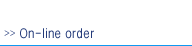 >> On-line order